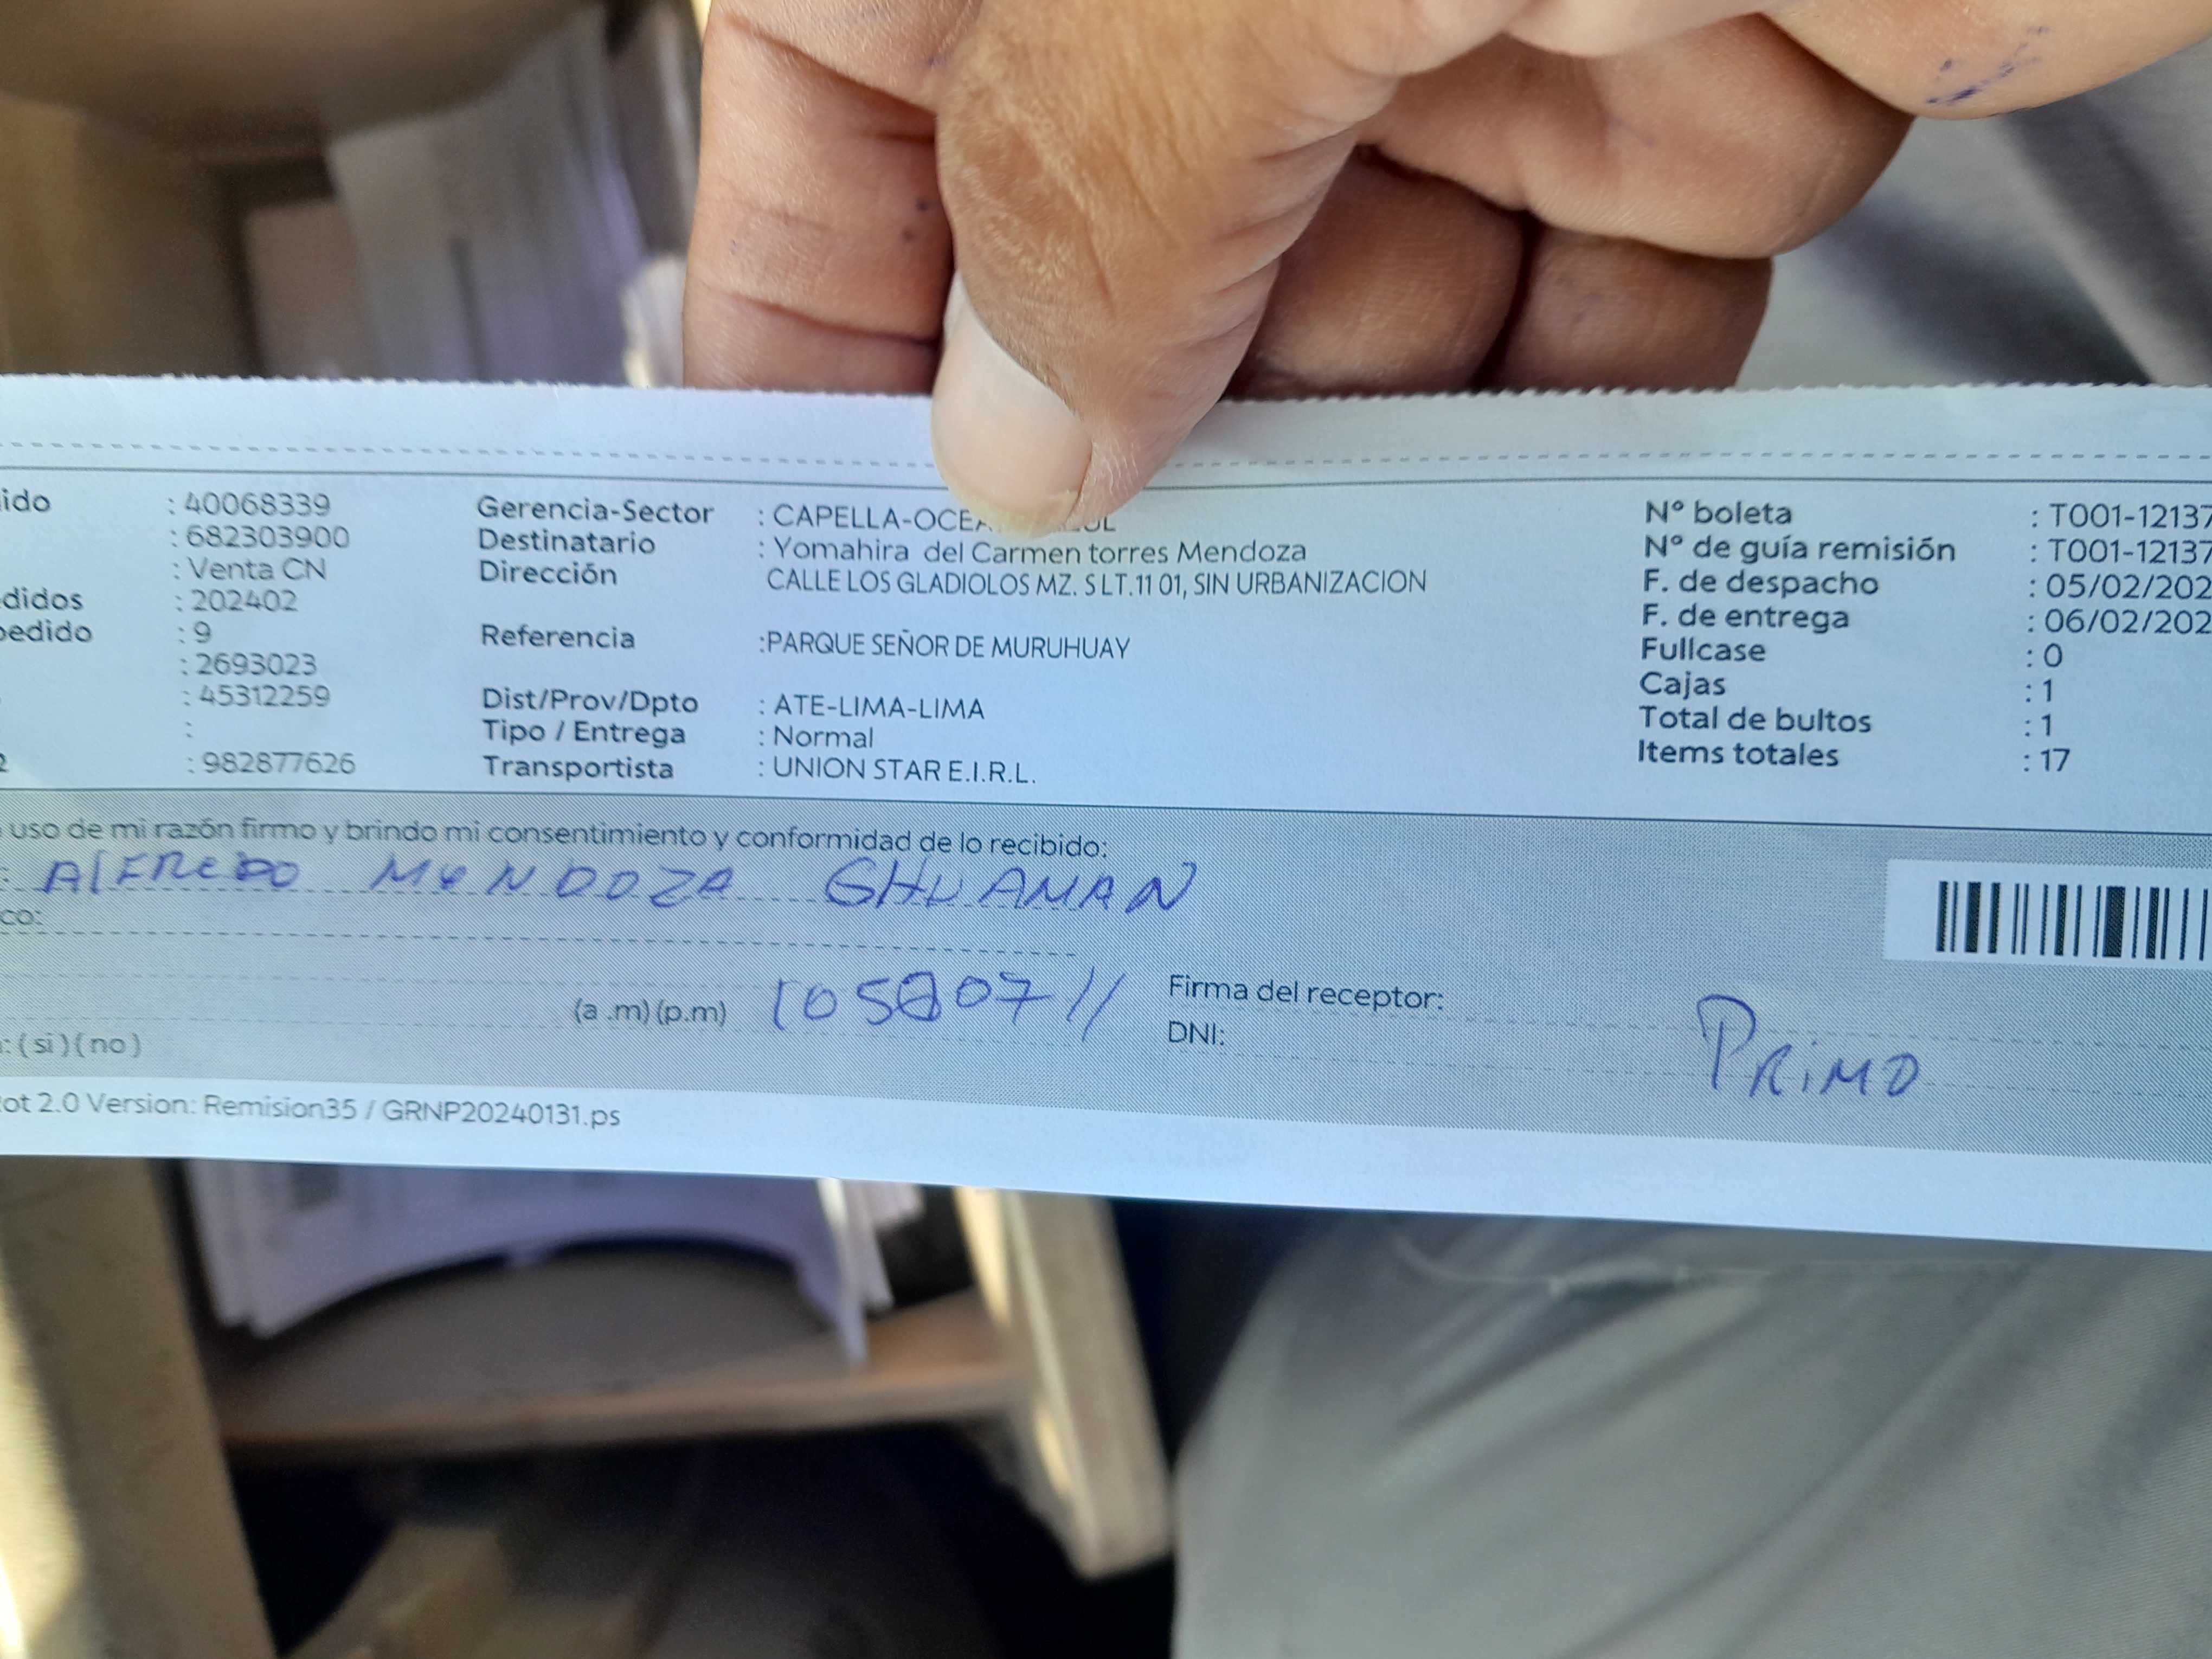 ido : 40068339 Gerencia-Sector : CAPELLA- Nº boleta : T001-12137
: 682303900 Destinatario : Yomahira del Carmen torres Mendoza Nº de guía remisión : T001-12137
: Venta CN Dirección CALLE LOS GLADIOLOS MZ. S LT.11 01, SIN URBANIZACION F. de despacho : 05/02/202
didos : 202402 F. de entrega : 06/02/202
pedido : 9 Referencia :PARQUE SEÑOR DE MURUHUAY Fullcase : 0
: 2693023 Cajas : 1
: 45312259 Dist/Prov/Dpto : ATE-LIMA-LIMA Total de bultos : 1
: Tipo / Entrega : Normal Items totales : 17
2 : 982877626 Transportista : UNION STAR E.I.R.L.
uso de mi razón firmo y brindo mi consentimiento y conformidad de lo recibido:
: AlFREDO MENDOZA GHUAMAN
co:
(a .m) (p.m) Firma del receptor:
DNI: PRiMO
: ( si ) ( no )
ot 2.0 Version: Remision35 / GRNP20240131.ps